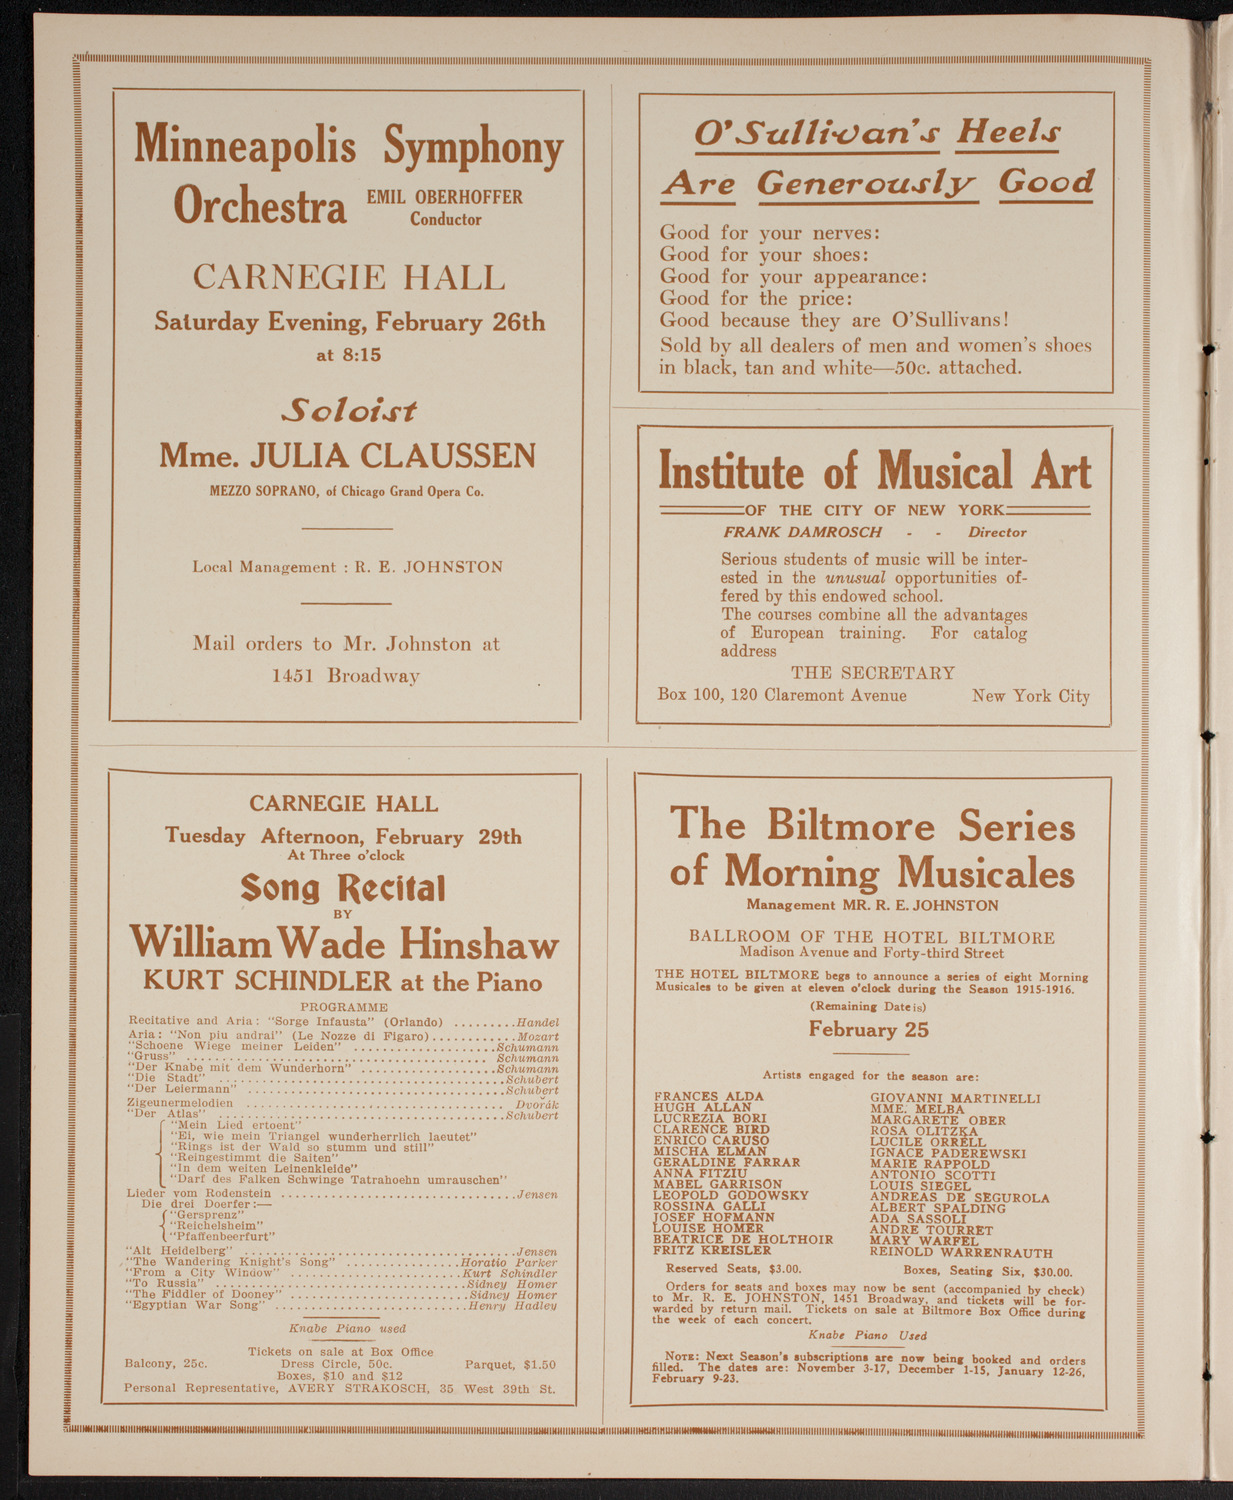 Minneapolis Symphony
Orchestra EMIL OBERHOFFER
Conductor
CARNEGIE HALL
Saturday Evening, February 26th
at 8:15
Soloist
Mme. JULIA CLAUSSEN
MEZZO SOPRANO, of Chicago Grand Opera Co.
Local Management : R. E. JOHNSTON
Mail orders to Mr. Johnston at
1451 Broadway
O'Sullivan's Heels
Are Generously Good
Good for your nerves:
Good for your shoes:
Good for your appearance:
Good for the price:
Good because they are O'Sullivans!
Sold by all dealers of men and women's shoes
in black, tan and white—50c. attached.
Institute of Musical Art
OF THE CITY OF NEW YORK
FRANK DAMROSCH - - Director
Serious students of music will be inter-
ested in the unusual opportunities of-
fered by this endowed school.
The courses combine all the advantages
of European training. For catalog
address
THE SECRETARY
Box 100, 120 Claremont Avenue New York City
CARNEGIE HALL
Tuesday Afternoon, February 29th
At Three o'clock
Song Recital
BY
William Wade Hinshaw
KURT SCHINDLER at the Piano
PROGRAMME
Recitative and Aria: "Sorge Infausta" (Orlando) .........Handel
Aria: "Non piu andrai" (Le Nozze di Figaro)............Mozart
"Schoene Wiege meiner Leiden" ...................Schumann
"Gruss" ........................................ Schumann
"Der Knabe mit dem Wunderhorn" ..................Schumann
"Die Stadt" ......................................Schubert
"Der Leiermann" ..................................Schubert
Zigeunermelodien ................................... Dvořák
"Der Atlas" ......................................Schubert
"Mein Lied ertoent"
"Ei, wie mein Triangel wunderherrlich laeutet"
"Rings ist der Wald so stumm und still"
"Reingestimmt die Saiten"
"In dem weiten Leinenkleide"
"Darf des Falken Schwinge Tatrahoehn umrauschen"
Lieder vom Rodenstein ................................Jensen
Die drei Doerfer:—
"Gersprenz"
"Reichelsheim"
"Pfaffenbeerfurt"
"Alt Heidelberg" .....................................Jensen
"The Wandering Knight's Song" ...............Horatio Parker
"From a City Window" .......................Kurt Schindler
"To Russia" ..................................Sidney Homer
"The Fiddler of Dooney" ........................Sidney Homer
"Egyptian War Song" ..........................Henry Hadley
Knabe Piano used
Tickets on sale at Box Office
Balcony, 25c. Dress Circle, 50c. Parquet, $1.50
Boxes, $10 and $12
Personal Representative, AVERY STRAKOSCH, 35 West 39th St.
The Biltmore Series
of Morning Musicales
Management MR. R. E. JOHNSTON
BALLROOM OF THE HOTEL BILTMORE
Madison Avenue and Forty-third Street
THE HOTEL BILTMORE begs to announce a series of eight Morning
Musicales to be given at eleven o'clock during the Season 1915-1916.
(Remaining Date is)
February 25
Artists engaged for the season are:
FRANCES ALDA
HUGH ALLAN
LUCREZIA BORI
CLARENCE BIRD
ENRICO CARUSO
MISCHA ELMAN
GERALDINE FARRAR
ANNA FITZIU
MABEL GARRISON
LEOPOLD GODOWSKY
ROSSINA GALLI
JOSEF HOFMANN
LOUISE HOMER
BEATRICE DE HOLTHOIR
FRITZ KREISLER
GIOVANNI MARTINELLI
MME. MELBA
MARGARETE OBER
ROSA OLITZKA
LUCILE ORRELL
IGNACE PADEREWSKI
MARIE RAPPOLD
ANTONIO SCOTTI
LOUIS SIEGEL
ANDREAS DE SEGUROLA
ALBERT SPALDING
ADA SASSOLI
ANDRE TOURRET
MARY WARFEL
REINOLD WARRENRAUTH
Reserved Seats, $3.00. Boxes, Seating Six, $30.00.
Orders for seats and boxes may now be sent (accompanied by check)
to Mr. R. E. JOHNSTON, 1451 Broadway, and tickets will be for-
warded by return mail. Tickets on sale at Biltmore Box Office during
the week of each concert.
Knabe Piano Used
NOTE: Next Season's subscriptions are now being booked and orders
filled. The dates are: November 3-17, December 1-15, January 12-26,
February 9-23.